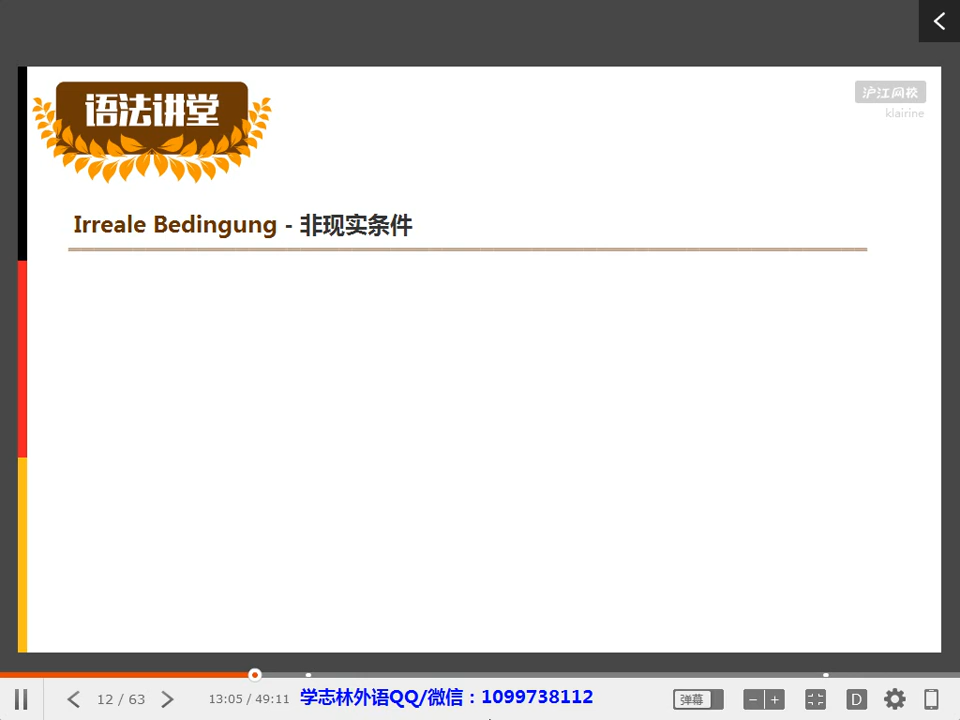 语法讲堂
沪江网校
klairine
Irreale Bedingung - 非现实条件
12 / 63
13:05 / 49:11
学志林外语QQ/微信：1099738112
弹幕
D